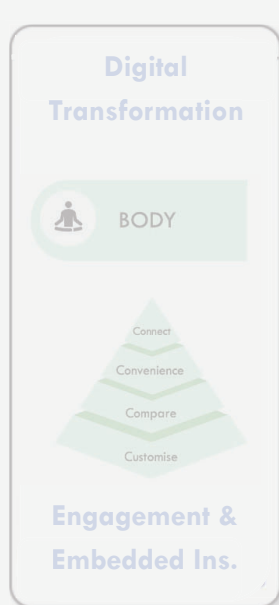 Digital
Transformation
BODY
Connect
Convenience
Compare
Customise
Engagement &
Embedded Ins.